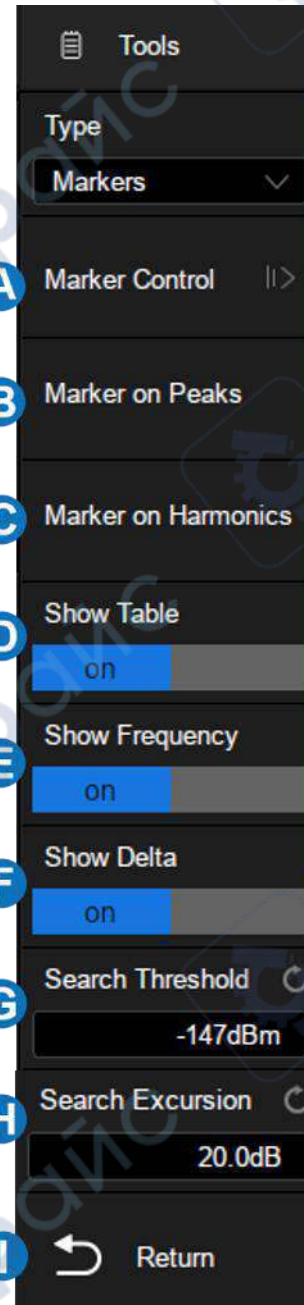 Tools
Type
Markers
A Marker Control
B Marker on Peaks
C Marker on Harmonics
D Show Table
on
E Show Frequency
on
F Show Delta
on
G Search Threshold
-147dBm
H Search Excursion
20.0dB
I Return